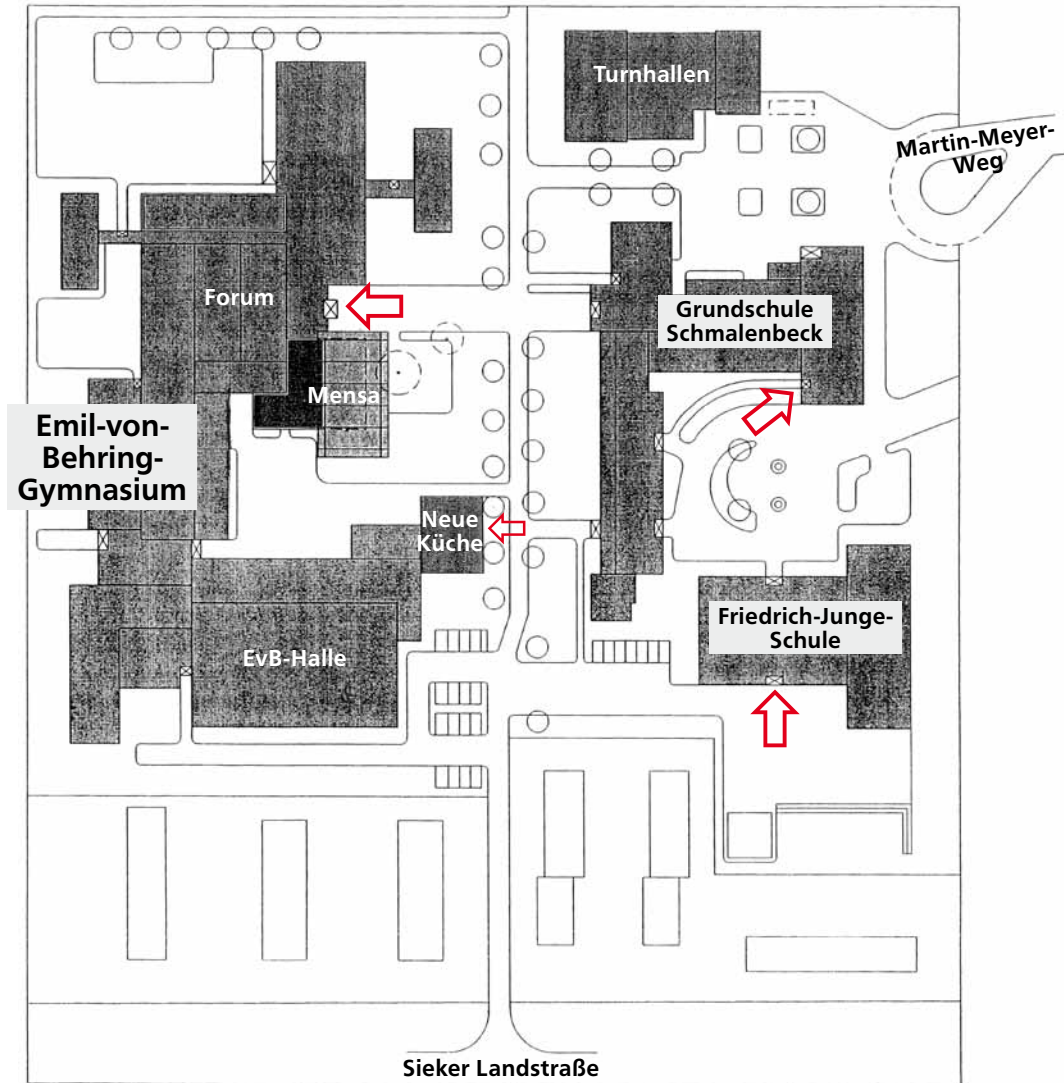 Turnhallen
Martin-Meyer-
Weg
Forum
Grundschule
Schmalenbeck
Mensa
Emil-von-
Behring-
Gymnasium
Neue
Küche
Friedrich-Junge-
Schule
EvB-Halle
Sieker Landstraße